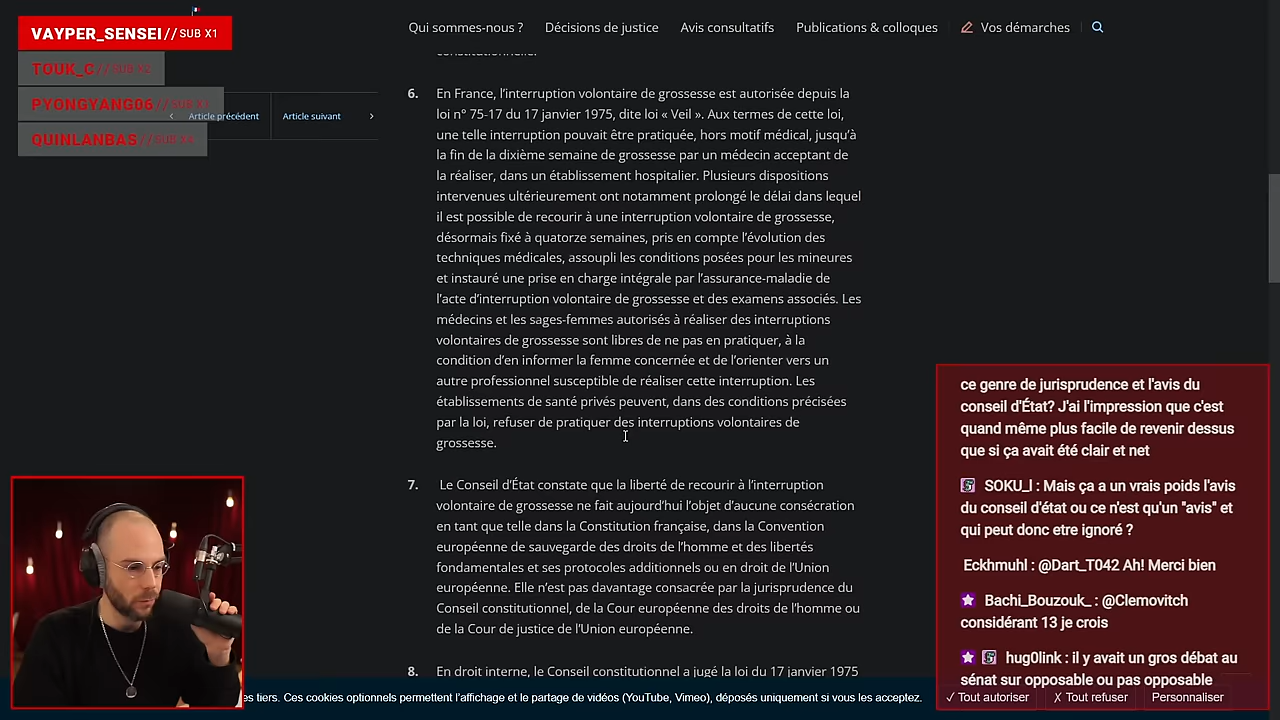 VAYPER_SENSEI// SUB X1
TOUK_C// SUB X2
PYONGYANG06// SUB X1
QUINLANBAS
Qui sommes-nous ?
Décisions de justice
Avis consultatifs
Publications & colloques
Vos démarches
Article précédent
Article suivant
constitutionnelle.
6. En France, l’interruption volontaire de grossesse est autorisée depuis la
loi n° 75-17 du 17 janvier 1975, dite loi « Veil ». Aux termes de cette loi,
une telle interruption pouvait être pratiquée, hors motif médical, jusqu’à
la fin de la dixième semaine de grossesse par un médecin acceptant de
la réaliser, dans un établissement hospitalier. Plusieurs dispositions
intervenues ultérieurement ont notamment prolongé le délai dans lequel
il est possible de recourir à une interruption volontaire de grossesse,
désormais fixé à quatorze semaines, pris en compte l’évolution des
techniques médicales, assoupli les conditions posées pour les mineures
et instauré une prise en charge intégrale par l’assurance-maladie de
l’acte d’interruption volontaire de grossesse et des examens associés. Les
médecins et les sages-femmes autorisés à réaliser des interruptions
volontaires de grossesse sont libres de ne pas en pratiquer, à la
condition d’en informer la femme concernée et de l’orienter vers un
autre professionnel susceptible de réaliser cette interruption. Les
établissements de santé privés peuvent, dans des conditions précisées
par la loi, refuser de pratiquer des interruptions volontaires de
grossesse.
7. Le Conseil d’État constate que la liberté de recourir à l’interruption
volontaire de grossesse ne fait aujourd’hui l’objet d’aucune consécration
en tant que telle dans la Constitution française, dans la Convention
européenne de sauvegarde des droits de l’homme et des libertés
fondamentales et ses protocoles additionnels ou en droit de l’Union
européenne. Elle n’est pas davantage consacrée par la jurisprudence du
Conseil constitutionnel, de la Cour européenne des droits de l’homme ou
de la Cour de justice de l’Union européenne.
8. En droit interne, le Conseil constitutionnel a jugé la loi du 17 janvier 1975
es tiers. Ces cookies optionnels permettent l’affichage et le partage de vidéos (YouTube, Vimeo), déposés uniquement si vous les acceptez.
✓ Tout autoriser
✗ Tout refuser
Personnaliser
ce genre de jurisprudence et l'avis du
conseil d'État? J'ai l'impression que c'est
quand même plus facile de revenir dessus
que si ça avait été clair et net
SOKU_l : Mais ça a un vrais poids l'avis
du conseil d'état ou ce n'est qu'un "avis" et
qui peut donc etre ignoré ?
Eckhmuhl : @Dart_T042 Ah! Merci bien
Bachi_Bouzouk_ : @Clemovitch
considérant 13 je crois
hug0link : il y avait un gros débat au
sénat sur opposable ou pas opposable